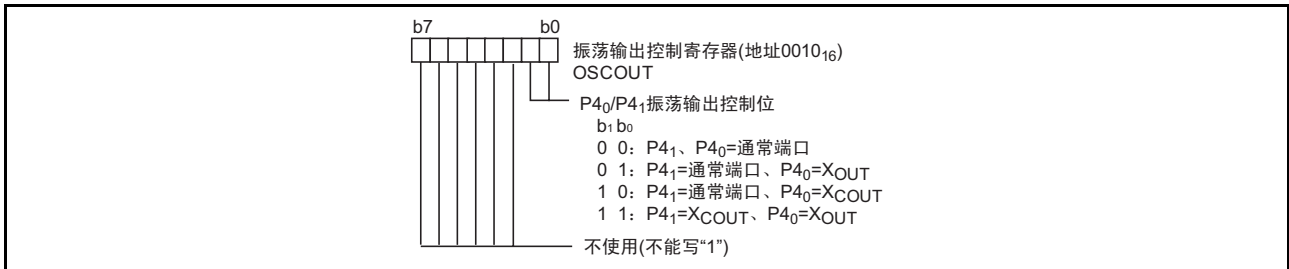 b7 b0
振荡输出控制寄存器(地址0010₁₆)
OSCOUT
P4₀/P4₁振荡输出控制位
b₁ b₀
0 0：P4₁、P4₀=通常端口
0 1：P4₁=通常端口、P4₀=X_OUT
1 0：P4₁=通常端口、P4₀=X_COUT
1 1：P4₁=X_COUT、P4₀=X_OUT
不使用(不能写“1”)